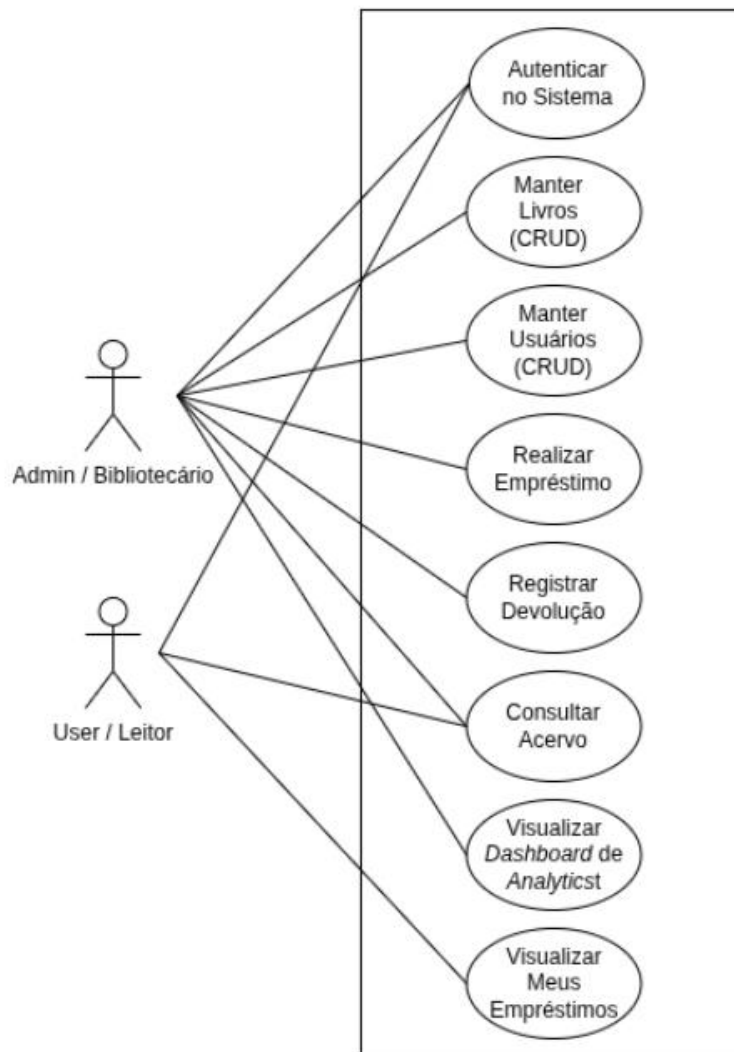 Autenticar
no Sistema
Manter
Livros
(CRUD)
Manter
Usuários
(CRUD)
Admin / Bibliotecário
Realizar
Empréstimo
Registrar
Devolução
User / Leitor
Consultar
Acervo
Visualizar
Dashboard de
Analyticst
Visualizar
Meus
Empréstimos